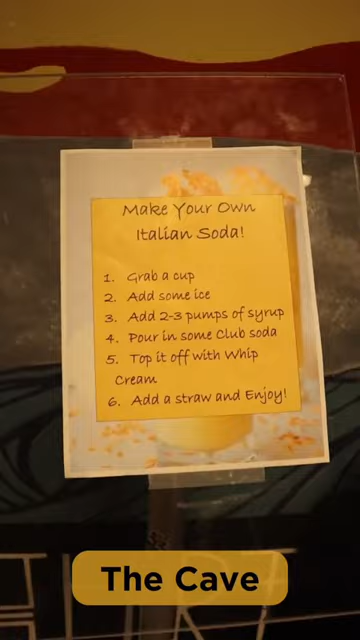 Make Your Own
Italian Soda!
1. Grab a cup
2. Add some ice
3. Add 2-3 pumps of syrup
4. Pour in some Club soda
5. Top it off with Whip
Cream
6. Add a straw and Enjoy!
The Cave